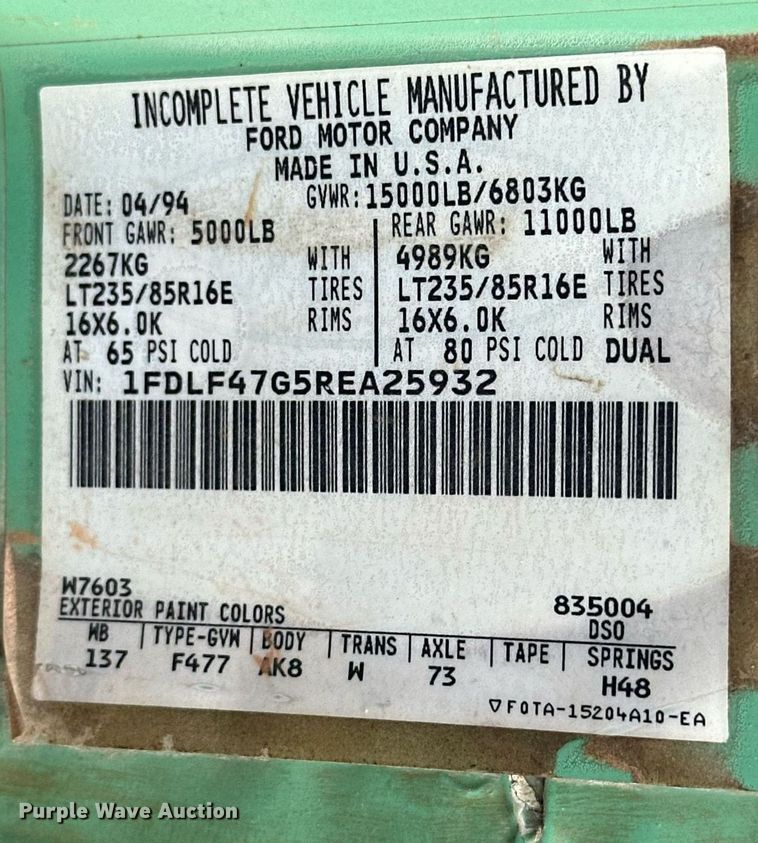 INCOMPLETE VEHICLE MANUFACTURED BY
FORD MOTOR COMPANY
MADE IN U.S.A.
DATE: 04/94 GVWR: 15000LB/6803KG
FRONT GAWR: 5000LB REAR GAWR: 11000LB
2267KG WITH 4989KG WITH
LT235/85R16E TIRES LT235/85R16E TIRES
16X6.0K RIMS 16X6.0K RIMS
AT 65 PSI COLD AT 80 PSI COLD DUAL
VIN: 1FDLF47G5REA25932
W7603 835004
EXTERIOR PAINT COLORS DSO
WB TYPE-GVW BODY TRANS AXLE TAPE SPRINGS
137 F477 AK8 W 73 H48
▽F0TA-15204A10-EA
Purple Wave Auction